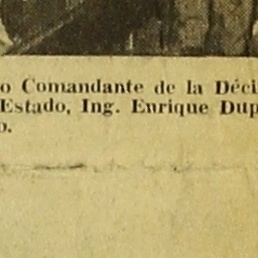 o Comandante de la Déci
Estado, Ing. Enrique Dup
o.